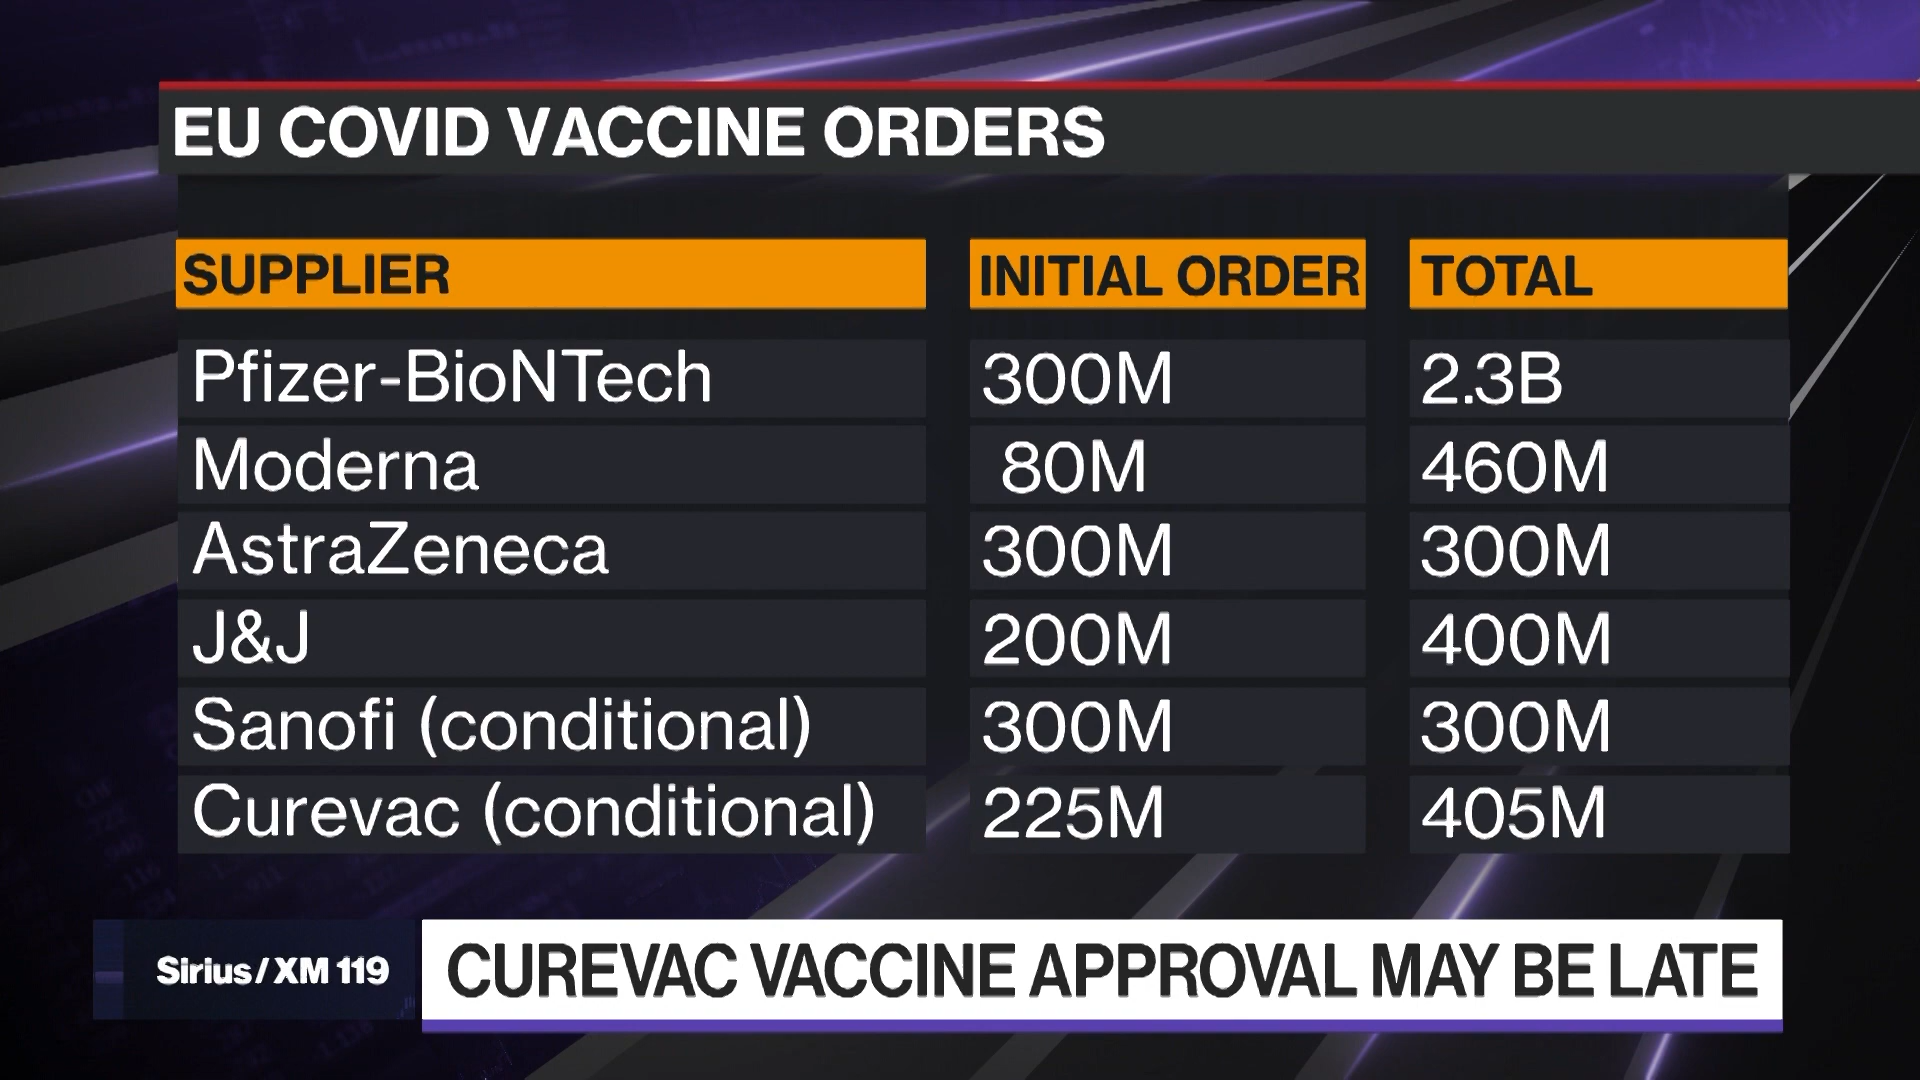 EU COVID VACCINE ORDERS
SUPPLIER INITIAL ORDER TOTAL
Pfizer-BioNTech 300M 2.3B
Moderna 80M 460M
AstraZeneca 300M 300M
J&J 200M 400M
Sanofi (conditional) 300M 300M
Curevac (conditional) 225M 405M
Sirius/XM 119 CUREVAC VACCINE APPROVAL MAY BE LATE